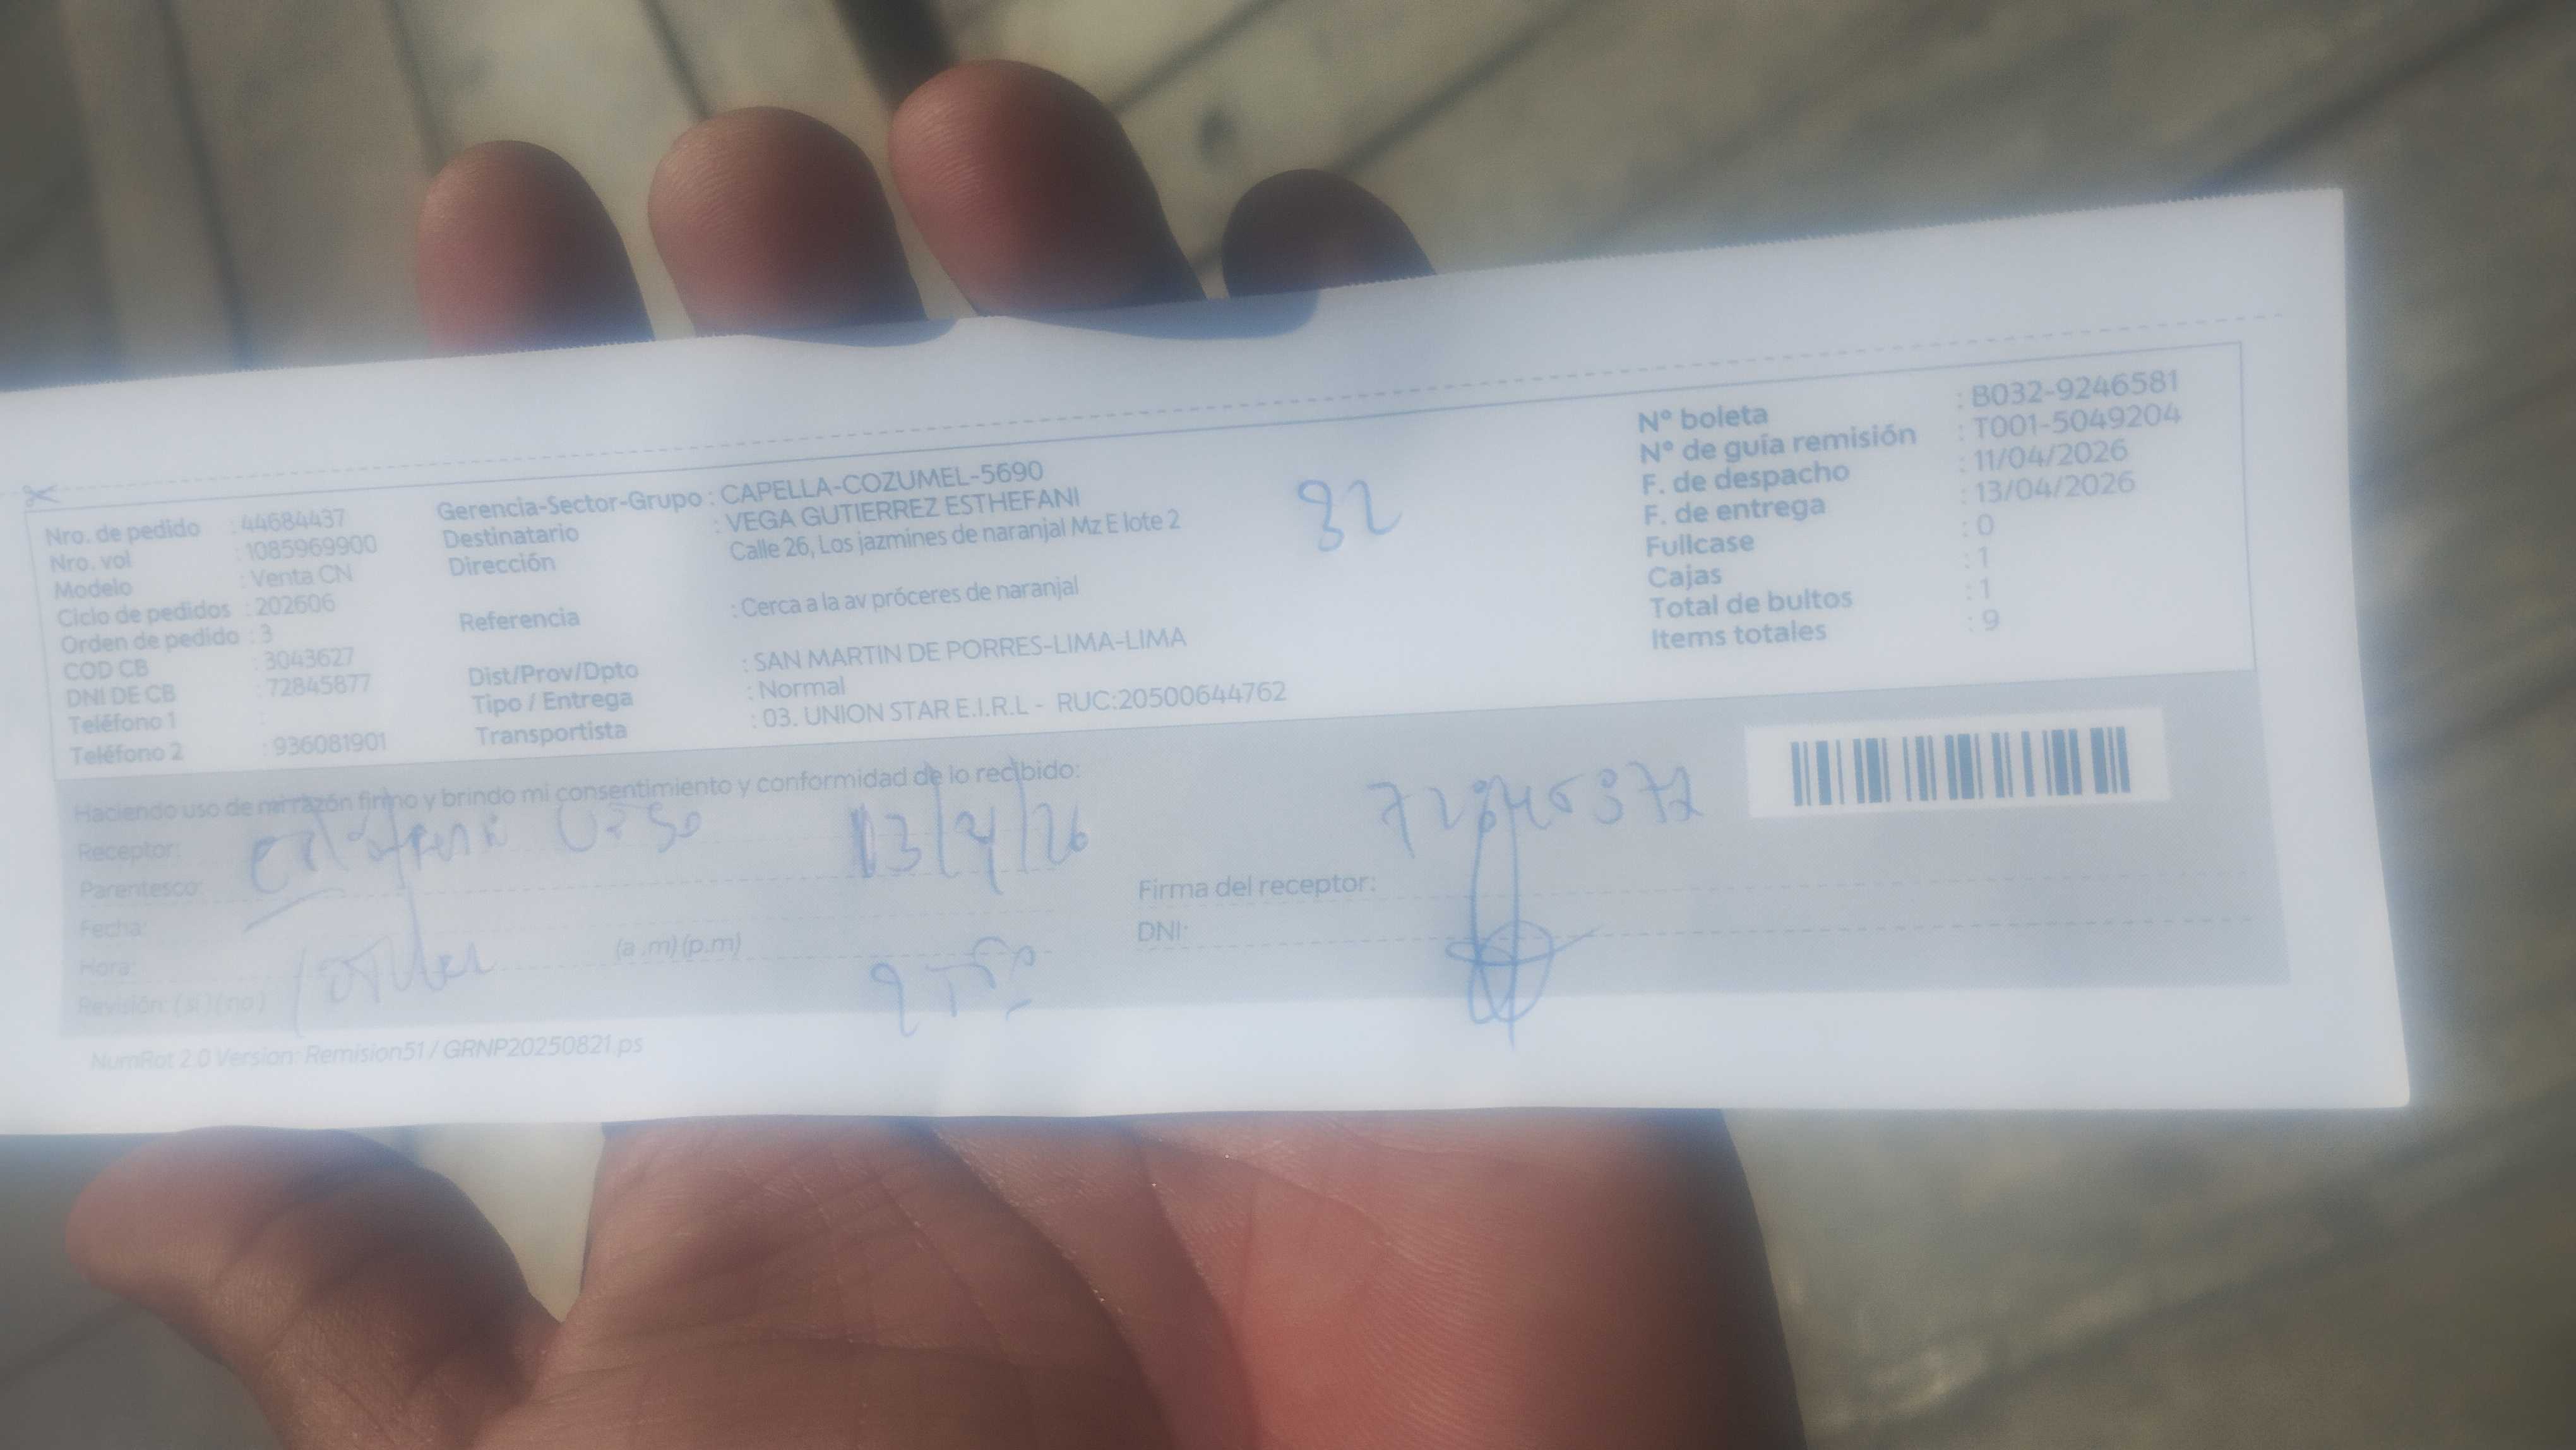 Nro. de pedido : 44684437
Nro. vol : 1085969900
Modelo : Venta CN
Ciclo de pedidos : 202606
Orden de pedido : 3
COD CB : 3043627
DNI DE CB : 72845877
Teléfono 1 :
Teléfono 2 : 936081901
Gerencia-Sector-Grupo : CAPELLA-COZUMEL-5690
Destinatario : VEGA GUTIERREZ ESTHEFANI
Dirección Calle 26, Los jazmines de naranjal Mz E lote 2
Referencia : Cerca a la av próceres de naranjal
Dist/Prov/Dpto : SAN MARTIN DE PORRES-LIMA-LIMA
Tipo / Entrega : Normal
Transportista : 03. UNION STAR E.I.R.L - RUC:20500644762
32
Nº boleta : B032-9246581
Nº de guía remisión : T001-5049204
F. de despacho : 11/04/2026
F. de entrega : 13/04/2026
Fullcase : 0
Cajas : 1
Total de bultos : 1
Items totales : 9
Haciendo uso de mi razón firmo y brindo mi consentimiento y conformidad de lo recibido:
Receptor:
Parentesco:
Fecha: 13/4/26
Hora: (a .m) (p.m)
Revisión: (si) (no)
Firma del receptor:
DNI:
NumRot 2.0 Version: Remision51 / GRNP20250821.ps